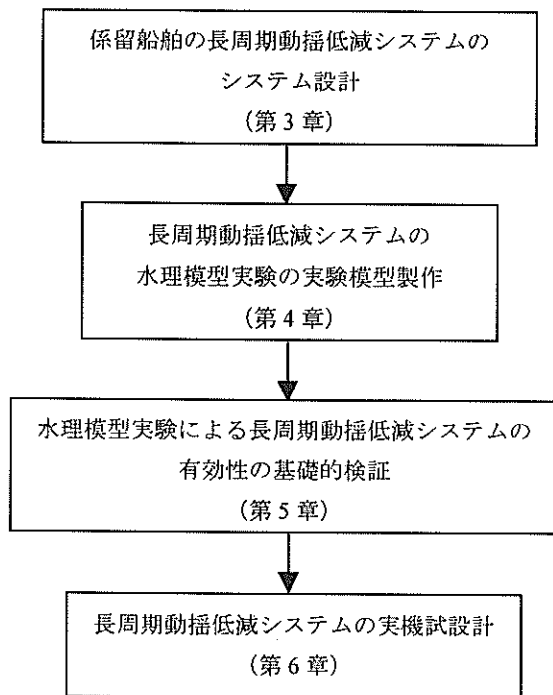 係留船舶の長周期動揺低減システムの
システム設計
（第 3 章）
長周期動揺低減システムの
水理模型実験の実験模型製作
（第 4 章）
水理模型実験による長周期動揺低減システムの
有効性の基礎的検証
（第 5 章）
長周期動揺低減システムの実機試設計
（第 6 章）